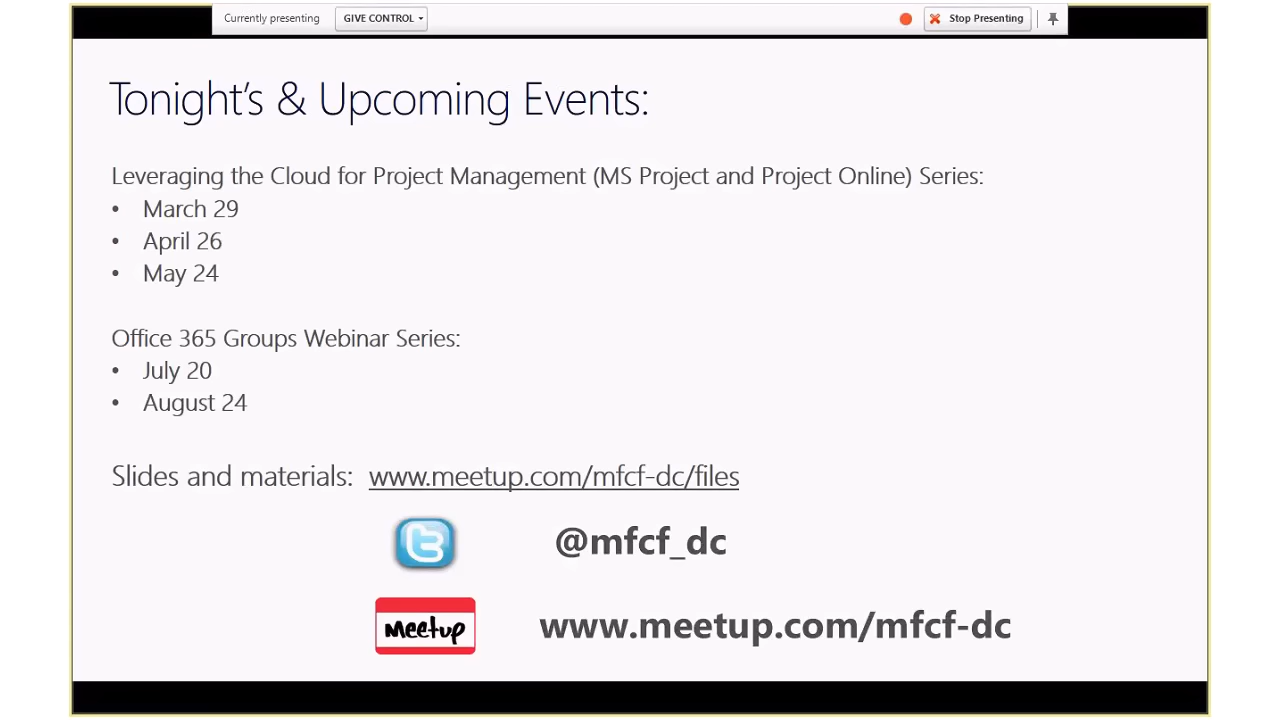 Currently presenting GIVE CONTROL Stop Presenting
Tonight's & Upcoming Events:
Leveraging the Cloud for Project Management (MS Project and Project Online) Series:
• March 29
• April 26
• May 24
Office 365 Groups Webinar Series:
• July 20
• August 24
Slides and materials: www.meetup.com/mfcf-dc/files
@mfcf_dc
Meetup www.meetup.com/mfcf-dc